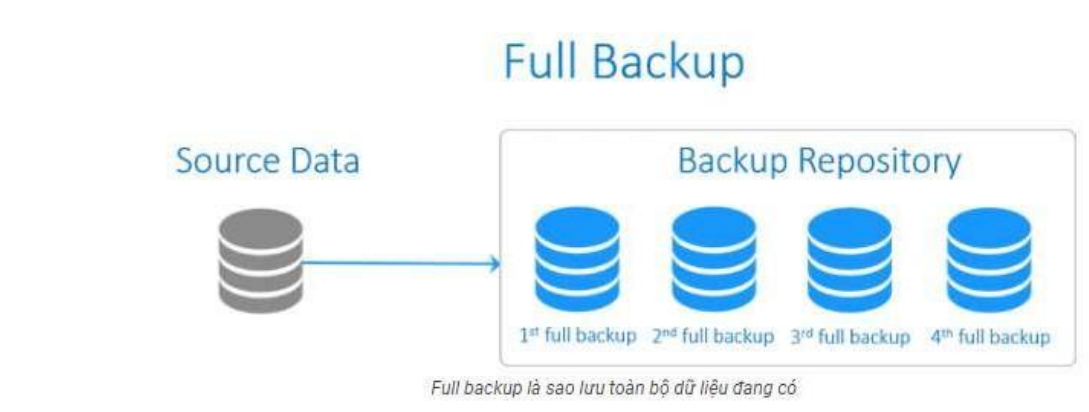 Full Backup
Source Data
Backup Repository
1st full backup
2nd full backup
3rd full backup
4th full backup
Full backup là sao lưu toàn bộ dữ liệu đang có